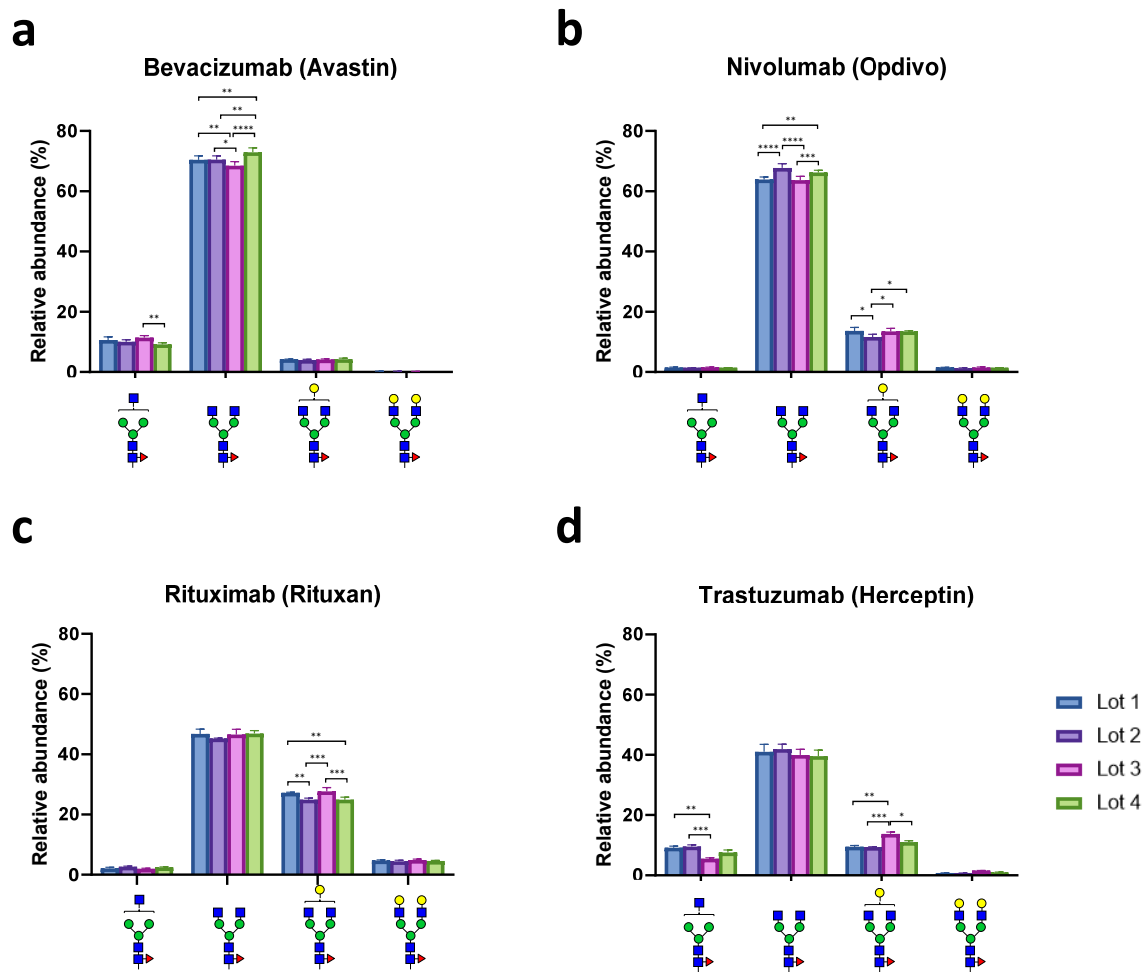 a
Bevacizumab (Avastin)
Relative abundance (%)
80
60
40
20
0
**
**
**
****
*
**
b
Nivolumab (Opdivo)
Relative abundance (%)
80
60
40
20
0
**
****
****
***
*
*
*
c
Rituximab (Rituxan)
Relative abundance (%)
80
60
40
20
0
**
***
**
***
d
Trastuzumab (Herceptin)
Relative abundance (%)
80
60
40
20
0
**
***
**
***
*
Lot 1
Lot 2
Lot 3
Lot 4